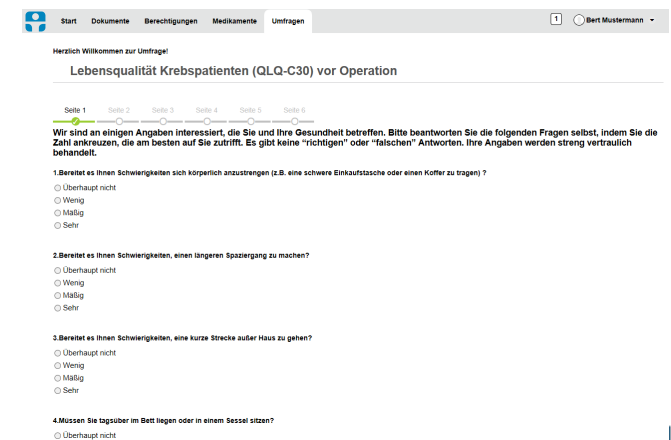 Start Dokumente Berechtigungen Medikamente Umfragen 1 Bert Mustermann
Herzlich Willkommen zur Umfrage!
Lebensqualität Krebspatienten (QLQ-C30) vor Operation
Seite 1 Seite 2 Seite 3 Seite 4 Seite 5 Seite 6
Wir sind an einigen Angaben interessiert, die Sie und Ihre Gesundheit betreffen. Bitte beantworten Sie die folgenden Fragen selbst, indem Sie die
Zahl ankreuzen, die am besten auf Sie zutrifft. Es gibt keine “richtigen” oder “falschen” Antworten. Ihre Angaben werden streng vertraulich
behandelt.
1.Bereitet es Ihnen Schwierigkeiten sich körperlich anzustrengen (z.B. eine schwere Einkaufstasche oder einen Koffer zu tragen) ?
Überhaupt nicht
Wenig
Mäßig
Sehr
2.Bereitet es Ihnen Schwierigkeiten, einen längeren Spaziergang zu machen?
Überhaupt nicht
Wenig
Mäßig
Sehr
3.Bereitet es Ihnen Schwierigkeiten, eine kurze Strecke außer Haus zu gehen?
Überhaupt nicht
Wenig
Mäßig
Sehr
4.Müssen Sie tagsüber im Bett liegen oder in einem Sessel sitzen?
Überhaupt nicht